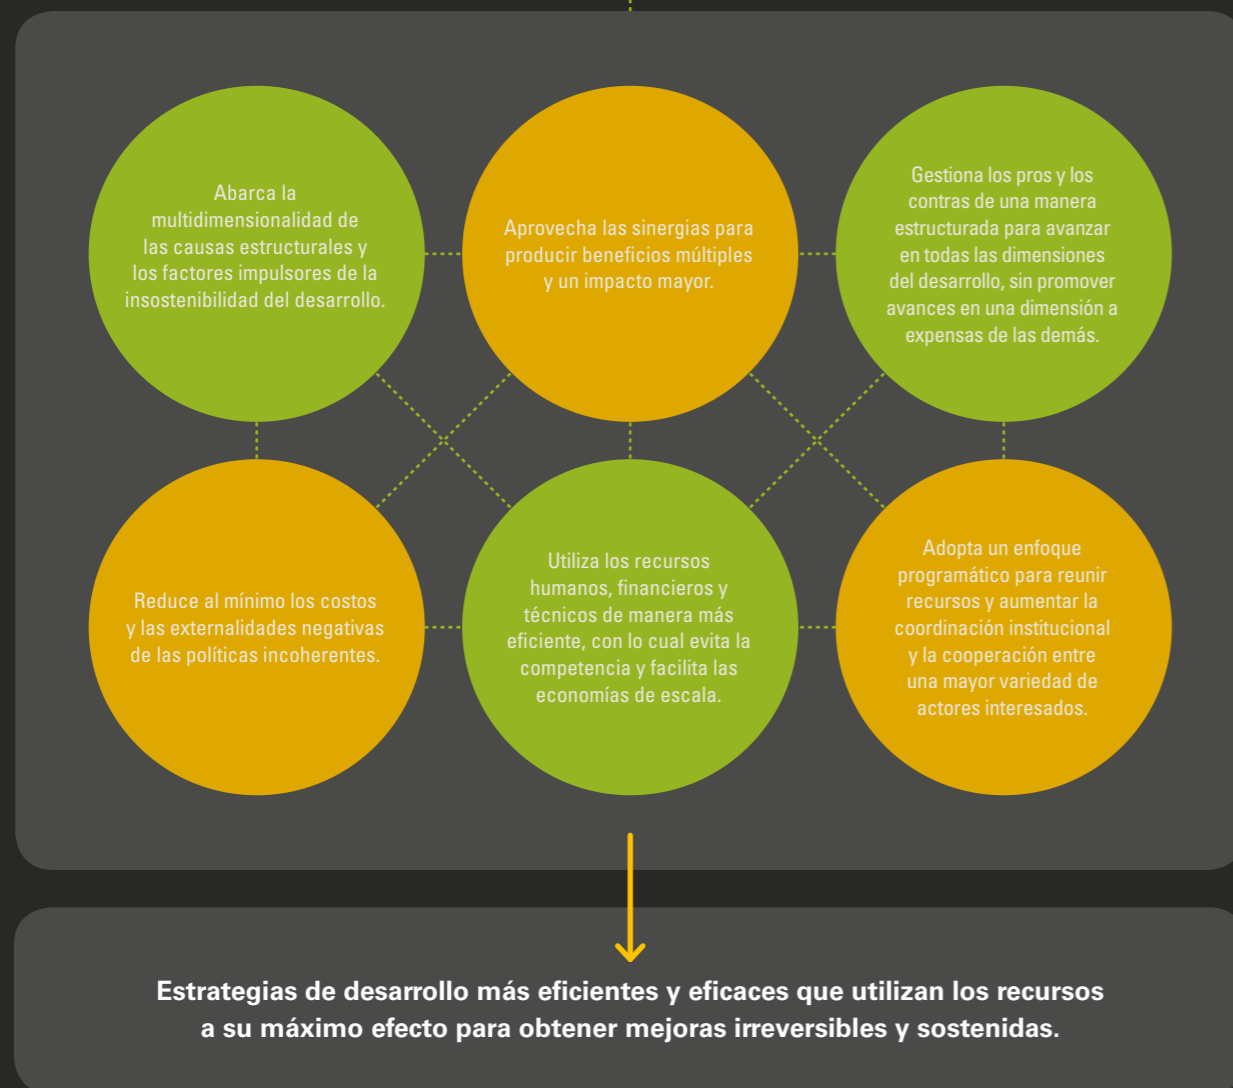 Abarca la
multidimensionalidad de
las causas estructurales y
los factores impulsores de la
insostenibilidad del desarrollo.
Aprovecha las sinergias para
producir beneficios múltiples
y un impacto mayor.
Gestiona los pros y los
contras de una manera
estructurada para avanzar
en todas las dimensiones
del desarrollo, sin promover
avances en una dimensión a
expensas de las demás.
Reduce al mínimo los costos
y las externalidades negativas
de las políticas incoherentes.
Utiliza los recursos
humanos, financieros y
técnicos de manera más
eficiente, con lo cual evita la
competencia y facilita las
economías de escala.
Adopta un enfoque
programático para reunir
recursos y aumentar la
coordinación institucional
y la cooperación entre
una mayor variedad de
actores interesados.
Estrategias de desarrollo más eficientes y eficaces que utilizan los recursos
a su máximo efecto para obtener mejoras irreversibles y sostenidas.